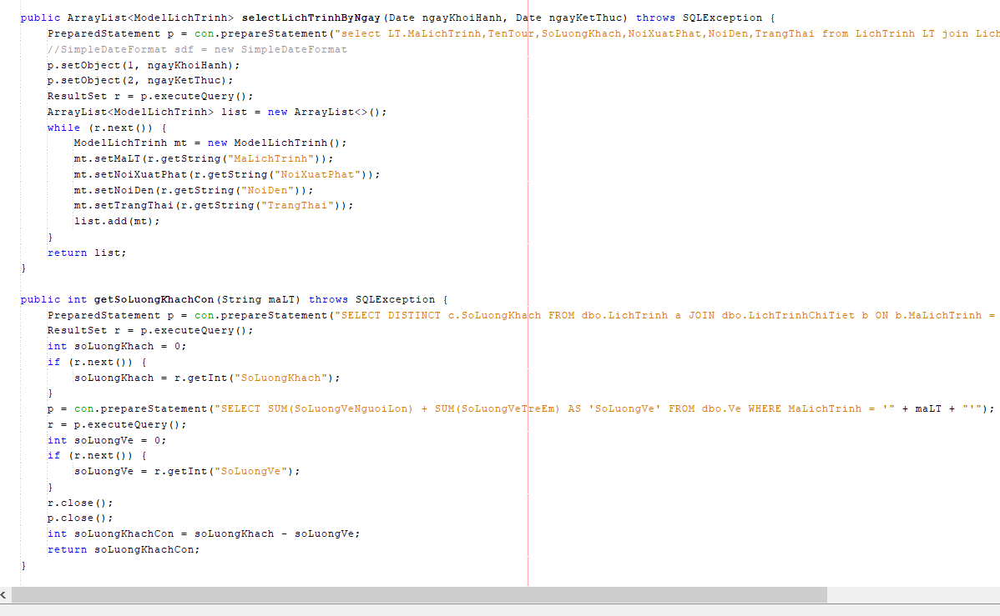 public ArrayList<ModelLichTrinh> selectLichTrinhByNgay(Date ngayKhoiHanh, Date ngayKetThuc) throws SQLException {
PreparedStatement p = con.prepareStatement("select LT.MaLichTrinh,TenTour,SoLuongKhach,NoiXuatPhat,NoiDen,TrangThai from LichTrinh LT join Lich
//SimpleDateFormat sdf = new SimpleDateFormat
p.setObject(1, ngayKhoiHanh);
p.setObject(2, ngayKetThuc);
ResultSet r = p.executeQuery();
ArrayList<ModelLichTrinh> list = new ArrayList<>();
while (r.next()) {
ModelLichTrinh mt = new ModelLichTrinh();
mt.setMaLT(r.getString("MaLichTrinh"));
mt.setNoiXuatPhat(r.getString("NoiXuatPhat"));
mt.setNoiDen(r.getString("NoiDen"));
mt.setTrangThai(r.getString("TrangThai"));
list.add(mt);
}
return list;
}
public int getSoLuongKhachCon(String maLT) throws SQLException {
PreparedStatement p = con.prepareStatement("SELECT DISTINCT c.SoLuongKhach FROM dbo.LichTrinh a JOIN dbo.LichTrinhChiTiet b ON b.MaLichTrinh =
ResultSet r = p.executeQuery();
int soLuongKhach = 0;
if (r.next()) {
soLuongKhach = r.getInt("SoLuongKhach");
}
p = con.prepareStatement("SELECT SUM(SoLuongVeNguoiLon) + SUM(SoLuongVeTreEm) AS 'SoLuongVe' FROM dbo.Ve WHERE MaLichTrinh = '" + maLT + "'");
r = p.executeQuery();
int soLuongVe = 0;
if (r.next()) {
soLuongVe = r.getInt("SoLuongVe");
}
r.close();
p.close();
int soLuongKhachCon = soLuongKhach - soLuongVe;
return soLuongKhachCon;
}